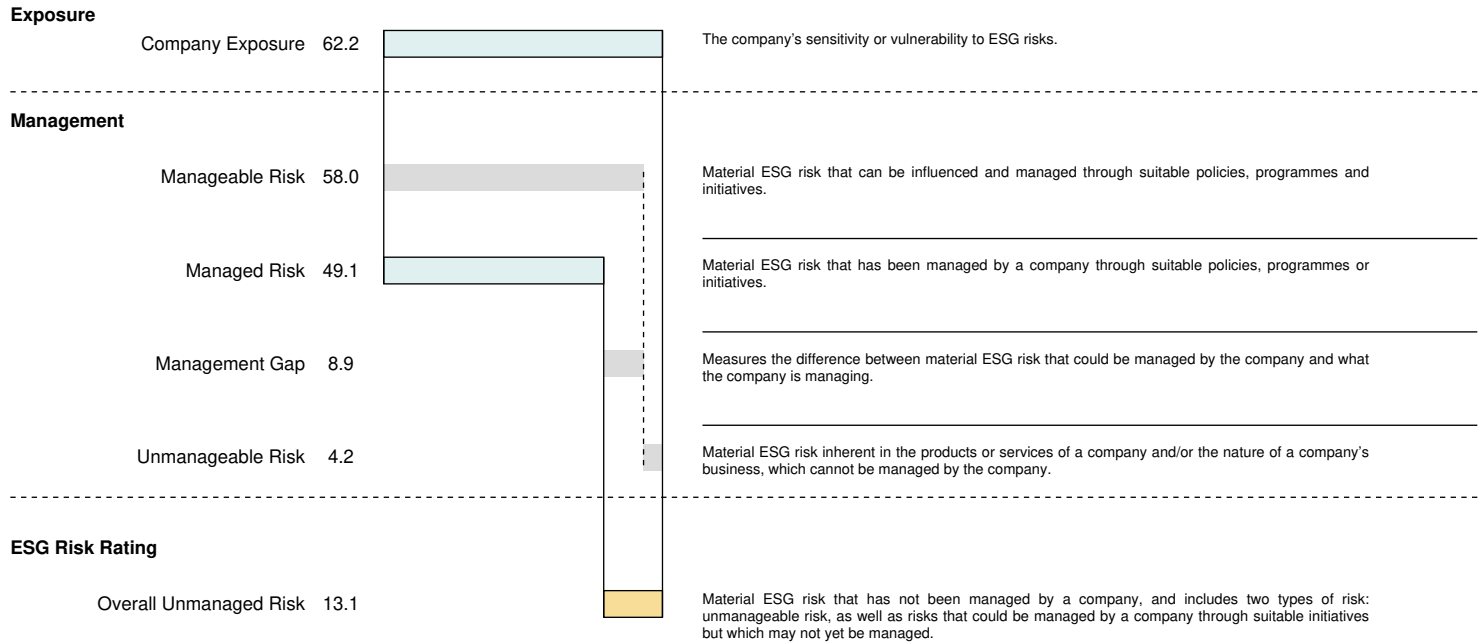 Exposure
Company Exposure 62.2
The company’s sensitivity or vulnerability to ESG risks.
Management
Manageable Risk 58.0
Material ESG risk that can be influenced and managed through suitable policies, programmes and
initiatives.
Managed Risk 49.1
Material ESG risk that has been managed by a company through suitable policies, programmes or
initiatives.
Management Gap 8.9
Measures the difference between material ESG risk that could be managed by the company and what
the company is managing.
Unmanageable Risk 4.2
Material ESG risk inherent in the products or services of a company and/or the nature of a company’s
business, which cannot be managed by the company.
ESG Risk Rating
Overall Unmanaged Risk 13.1
Material ESG risk that has not been managed by a company, and includes two types of risk:
unmanageable risk, as well as risks that could be managed by a company through suitable initiatives
but which may not yet be managed.